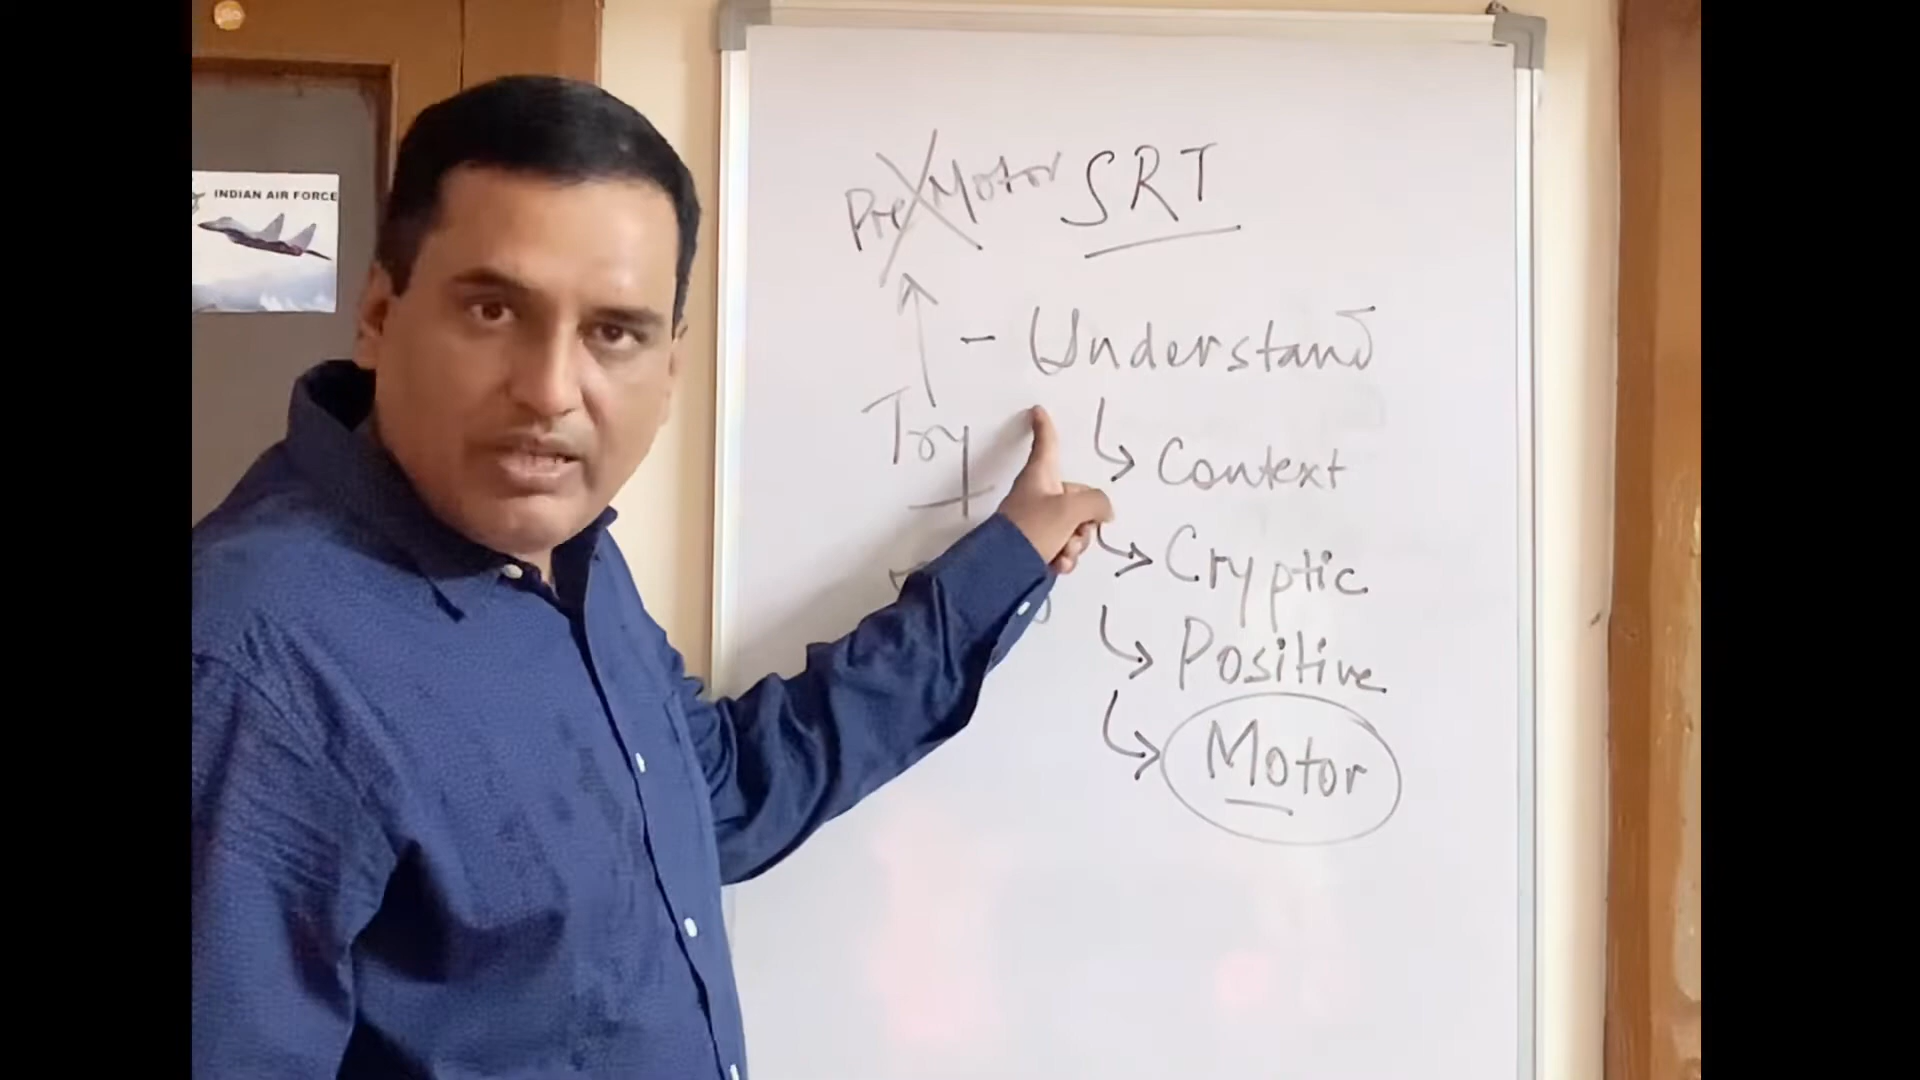 INDIAN AIR FORCE
Pre Motor SRT
- Understand
Try
Context
Cryptic
Positive
Motor